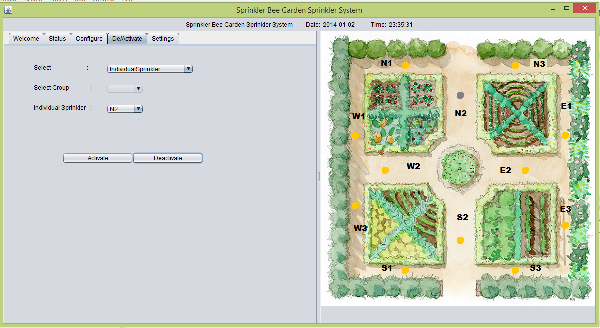 Sprinkler Bee Garden Sprinkler System
Sprinkler Bee Garden Sprinkler System Date: 2014-01-02 Time: 23:35:31
Welcome Status Configure De/Activate Settings
Select : IndividualSprinkler
Select Group :
Individual Sprinkler : N2
Activate Deactivate
N1 N3
N2
W1 E1
W2 E2
W3 S2 E3
S1 S3